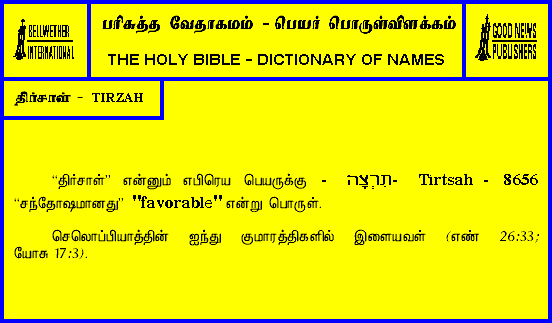 BELLWETHER
INTERNATIONAL
பரிசுத்த வேதாகமம் - பெயர் பொருள்விளக்கம்
THE HOLY BIBLE - DICTIONARY OF NAMES
GOOD NEWS
PUBLISHERS
திர்சாள் - TIRZAH
“திர்சாள்” என்னும் எபிரெய பெயருக்கு - תִּרְצָה- Tirtsah - 8656
“சந்தோஷமானது” "favorable" என்று பொருள்.
செலொப்பியாத்தின் ஐந்து குமாரத்திகளில் இளையவள் (எண் 26:33;
யோசு 17:3).